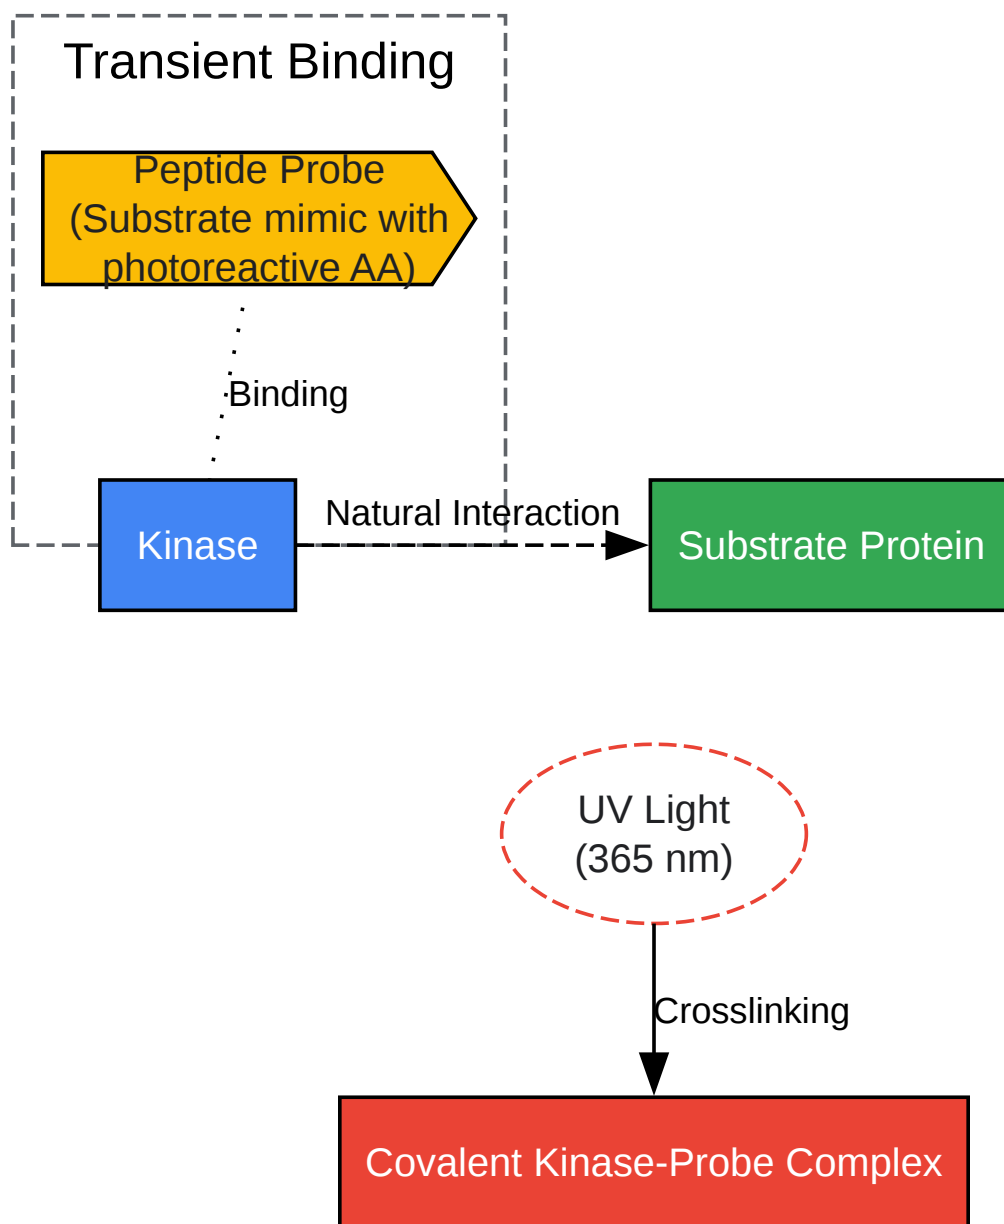 Transient Binding
Peptide Probe
(Substrate mimic with
photoreactive AA)
Binding
Natural Interaction
Kinase
Substrate Protein
UV Light
(365 nm)
Crosslinking
Covalent Kinase-Probe Complex